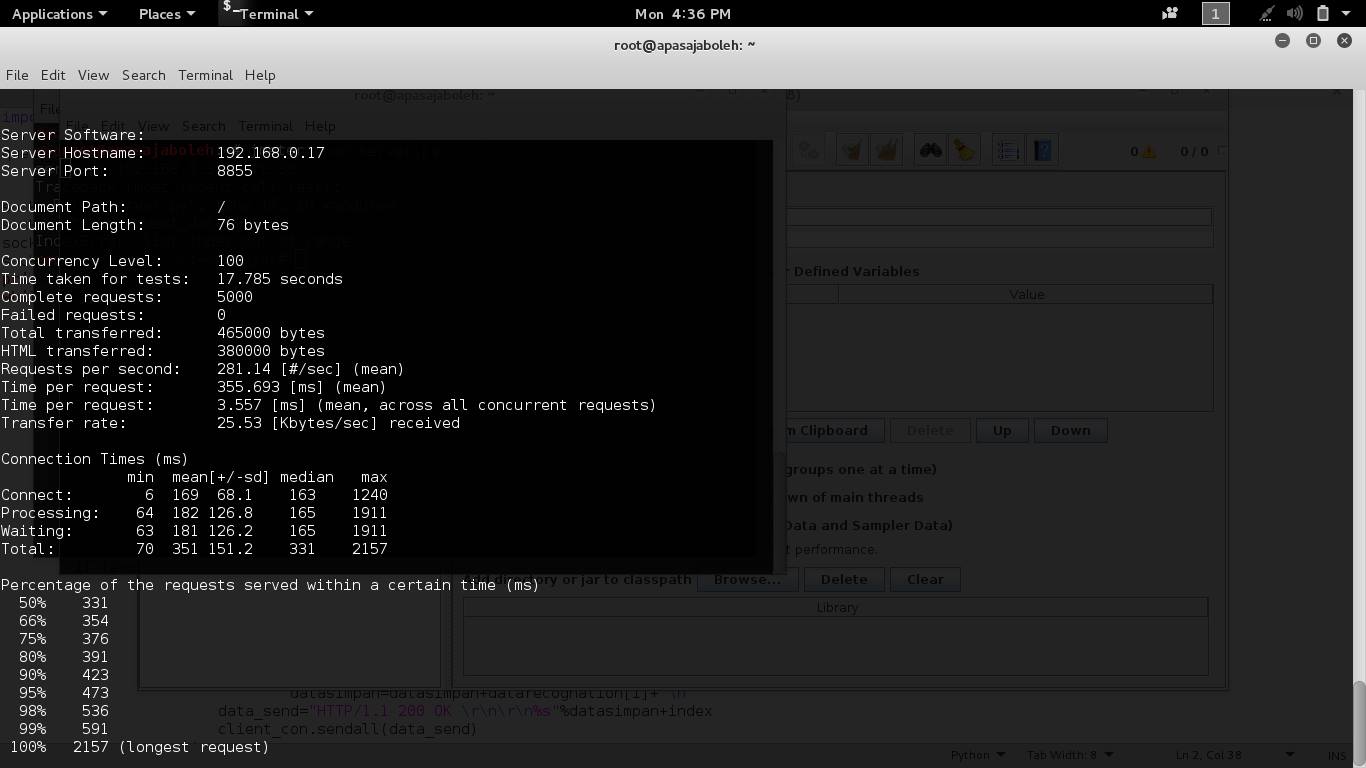 Applications Places $_ Terminal Mon 4:36 PM 1
root@apasajaboleh: ~
File Edit View Search Terminal Help
root@apasajaboleh: ~
File Edit View Search Terminal Help
Server Software:
Server Hostname: 192.168.0.17
Server Port: 8855
0 0 / 0
Document Path: /
Document Length: 76 bytes
Concurrency Level: 100
Time taken for tests: 17.785 seconds
Complete requests: 5000
Failed requests: 0
Total transferred: 465000 bytes
HTML transferred: 380000 bytes
Requests per second: 281.14 [#/sec] (mean)
Time per request: 355.693 [ms] (mean)
Time per request: 3.557 [ms] (mean, across all concurrent requests)
Transfer rate: 25.53 [Kbytes/sec] received
Defined Variables
Value
Clipboard Delete Up Down
Connection Times (ms)
min mean[+/-sd] median max
Connect: 6 169 68.1 163 1240
Processing: 64 182 126.8 165 1911
Waiting: 63 181 126.2 165 1911
Total: 70 351 151.2 331 2157
groups one at a time)
of main threads
Data and Sampler Data)
performance.
directory or jar to classpath Browse... Delete Clear
Library
Percentage of the requests served within a certain time (ms)
50% 331
66% 354
75% 376
80% 391
90% 423
95% 473
98% 536
99% 591
100% 2157 (longest request)
datasimpan=datasimpan+datarecognation[1]+"\n"
data_send="HTTP/1.1 200 OK \r\n\r\n%s"%datasimpan+index
client_con.sendall(data_send)
Python Tab Width: 8 Ln 2, Col 38 INS